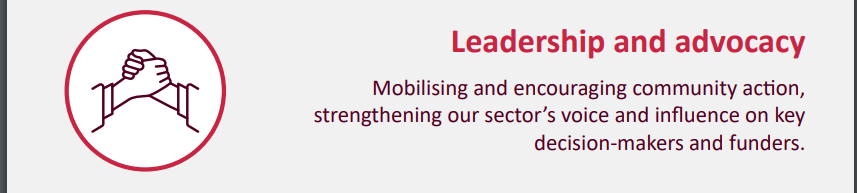 Leadership and advocacy
Mobilising and encouraging community action,
strengthening our sector’s voice and influence on key
decision-makers and funders.